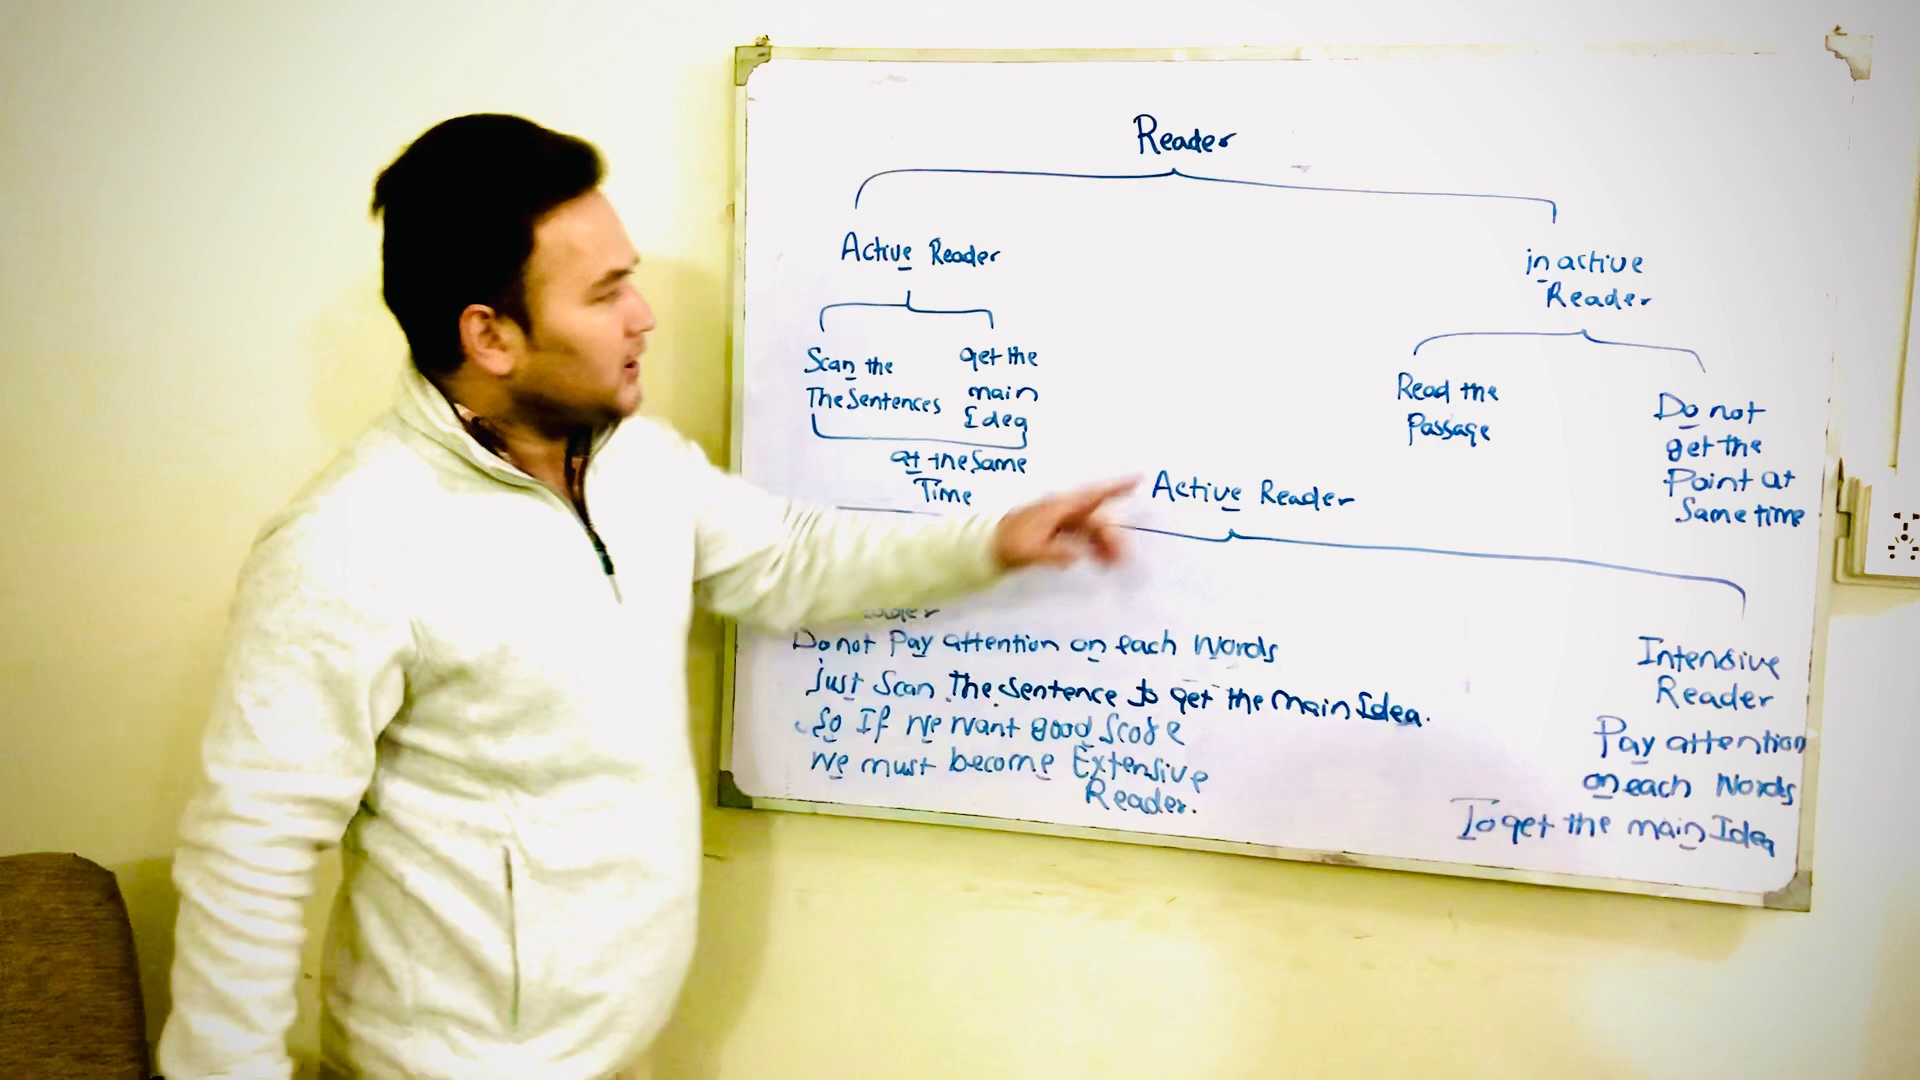 Reader
Active Reader
Scan the
The Sentences
get the
main
Idea
at the Same
Time
inactive
Reader
Read the
Passage
Do not
get the
Point at
Same time
Active Reader
Do not Pay attention on each Words
just Scan The Sentence to get the main Idea.
So If We Want good Score
We must become Extensive
Reader.
Intensive
Reader
Pay attention
on each Words
To get the main Idea